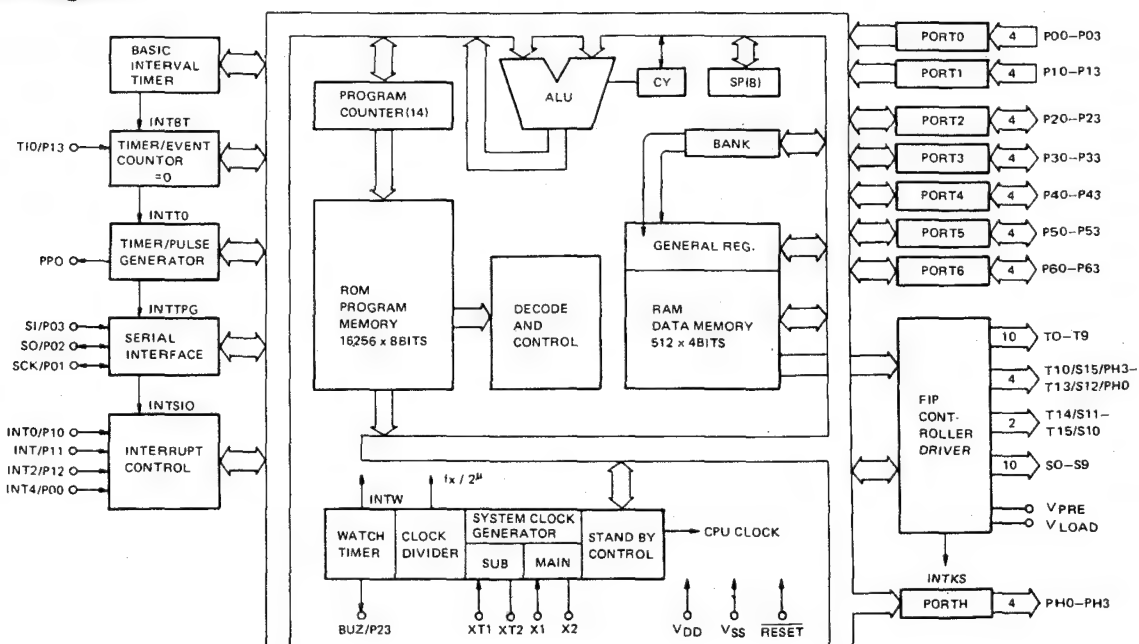 BASIC
INTERVAL
TIMER
INTBT
TI0/P13
TIMER/EVENT
COUNTOR
=0
INTT0
PPO
TIMER/PULSE
GENERATOR
INTTPG
SI/P03
SO/P02
SCK/P01
SERIAL
INTERFACE
INTSIO
INT0/P10
INT/P11
INT2/P12
INT4/P00
INTERRUPT
CONTROL
PROGRAM
COUNTER(14)
ALU
CY
SP(8)
BANK
GENERAL REG.
ROM
PROGRAM
MEMORY
16256 x 8BITS
DECODE
AND
CONTROL
RAM
DATA MEMORY
512 x 4BITS
INTW
fx / 2
WATCH
TIMER
CLOCK
DIVIDER
SYSTEM CLOCK
GENERATOR
SUB
MAIN
STAND BY
CONTROL
CPU CLOCK
BUZ/P23
XT1
XT2
X1
X2
VDD
VSS
RESET
PORT0
4
P00–P03
PORT1
4
P10–P13
PORT2
4
P20–P23
PORT3
4
P30–P33
PORT4
4
P40–P43
PORT5
4
P50–P53
PORT6
4
P60–P63
FIP
CONT-
ROLLER
DRIVER
10
TO–T9
4
T10/S15/PH3–
T13/S12/PH0
2
T14/S11–
T15/S10
10
SO–S9
VPRE
VLOAD
INTKS
PORTH
4
PH0–PH3